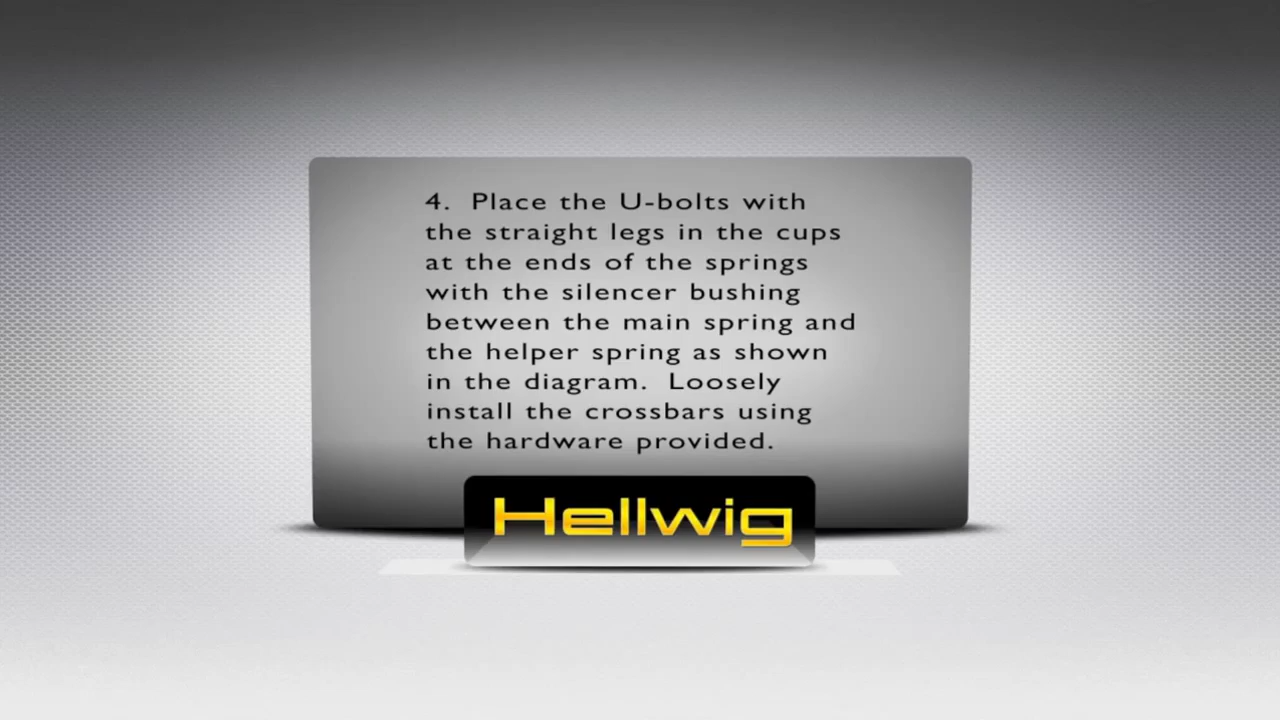 4. Place the U-bolts with
the straight legs in the cups
at the ends of the springs
with the silencer bushing
between the main spring and
the helper spring as shown
in the diagram. Loosely
install the crossbars using
the hardware provided.
Hellwig